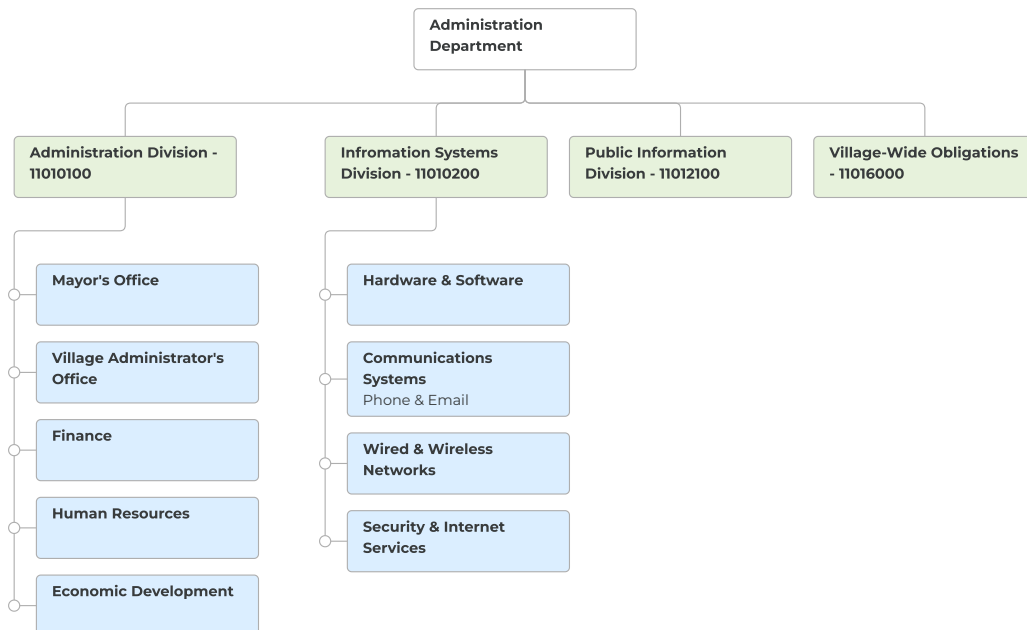 Administration
Department
Administration Division -
11010100
Infromation Systems
Division - 11010200
Public Information
Division - 11012100
Village-Wide Obligations
- 11016000
Mayor's Office
Village Administrator's
Office
Finance
Human Resources
Economic Development
Hardware & Software
Communications
Systems
Phone & Email
Wired & Wireless
Networks
Security & Internet
Services